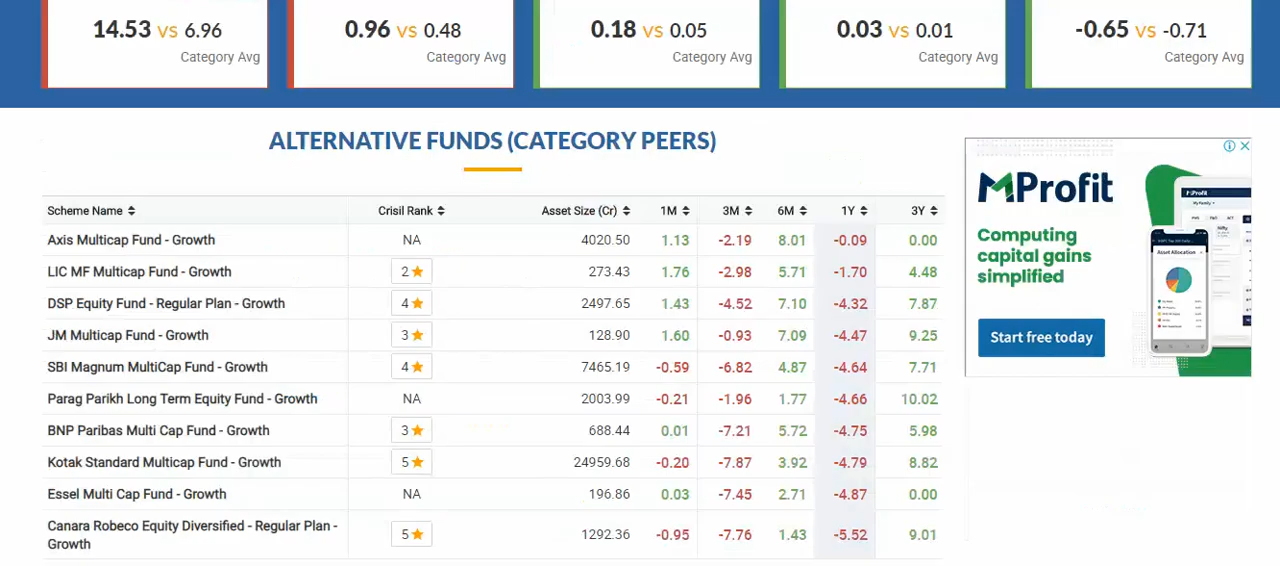 14.53 vs 6.96 0.96 vs 0.48 0.18 vs 0.05 0.03 vs 0.01 -0.65 vs -0.71
Category Avg Category Avg Category Avg Category Avg Category Avg
ALTERNATIVE FUNDS (CATEGORY PEERS)
Scheme Name Crisil Rank Asset Size (Cr) 1M 3M 6M 1Y 3Y
Axis Multicap Fund - Growth NA 4020.50 1.13 -2.19 8.01 -0.09 0.00
LIC MF Multicap Fund - Growth 2 273.43 1.76 -2.98 5.71 -1.70 4.48
DSP Equity Fund - Regular Plan - Growth 4 2497.65 1.43 -4.52 7.10 -4.32 7.87
JM Multicap Fund - Growth 3 128.90 1.60 -0.93 7.09 -4.47 9.25
SBI Magnum MultiCap Fund - Growth 4 7465.19 -0.59 -6.82 4.87 -4.64 7.71
Parag Parikh Long Term Equity Fund - Growth NA 2003.99 -0.21 -1.96 1.77 -4.66 10.02
BNP Paribas Multi Cap Fund - Growth 3 688.44 0.01 -7.21 5.72 -4.75 5.98
Kotak Standard Multicap Fund - Growth 5 24959.68 -0.20 -7.87 3.92 -4.79 8.82
Essel Multi Cap Fund - Growth NA 196.86 0.03 -7.45 2.71 -4.87 0.00
Canara Robeco Equity Diversified - Regular Plan -
Growth 5 1292.36 -0.95 -7.76 1.43 -5.52 9.01
MProfit
Computing
capital gains
simplified
Start free today
MProfit
My Family
Asset Allocation